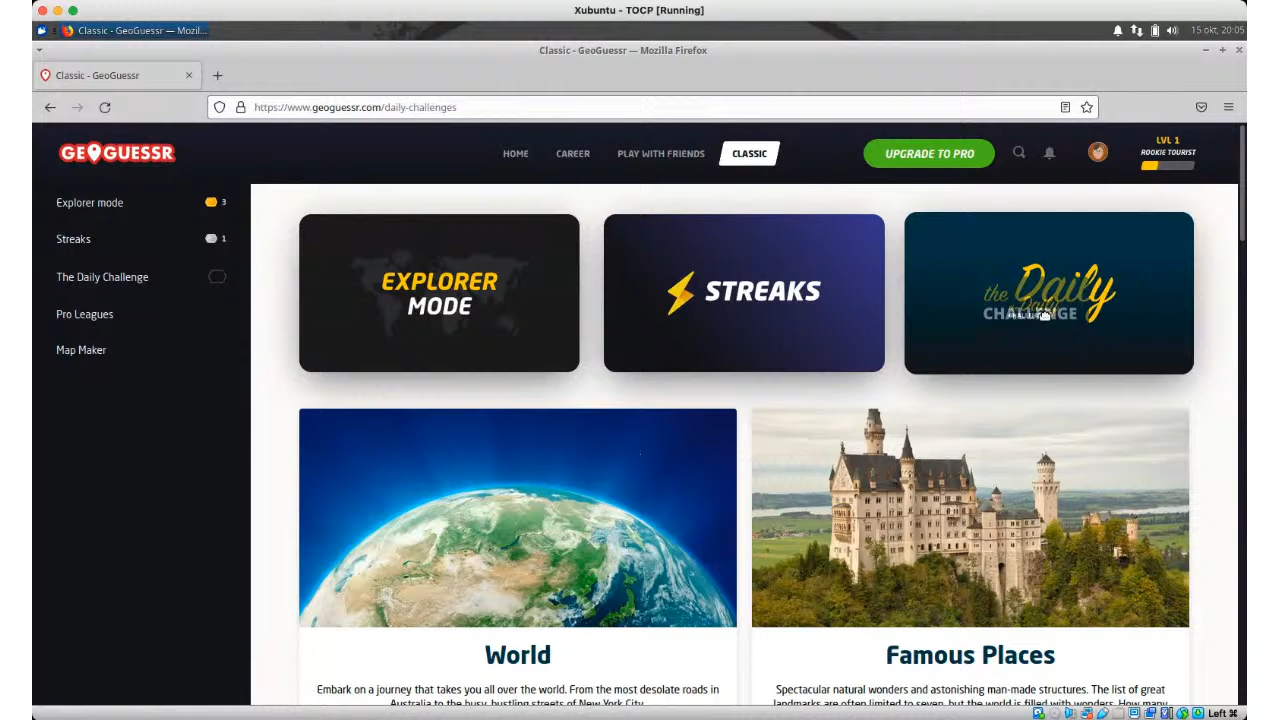 Xubuntu - TOCP [Running]
Classic - GeoGuessr — Mozil...
15 okt, 20:05
Classic - GeoGuessr — Mozilla Firefox
Classic - GeoGuessr
https://www.geoguessr.com/daily-challenges
GEOGUESSR
HOME
CAREER
PLAY WITH FRIENDS
CLASSIC
UPGRADE TO PRO
LVL 1
ROOKIE TOURIST
Explorer mode
3
Streaks
1
The Daily Challenge
Pro Leagues
Map Maker
EXPLORER
MODE
STREAKS
the Daily
CHALLENGE
World
Embark on a journey that takes you all over the world. From the most desolate roads in
Australia to the busy, bustling streets of New York City.
Famous Places
Spectacular natural wonders and astonishing man-made structures. The list of great
landmarks are often limited to seven, but the world is filled with wonders. How many
Left ⌘